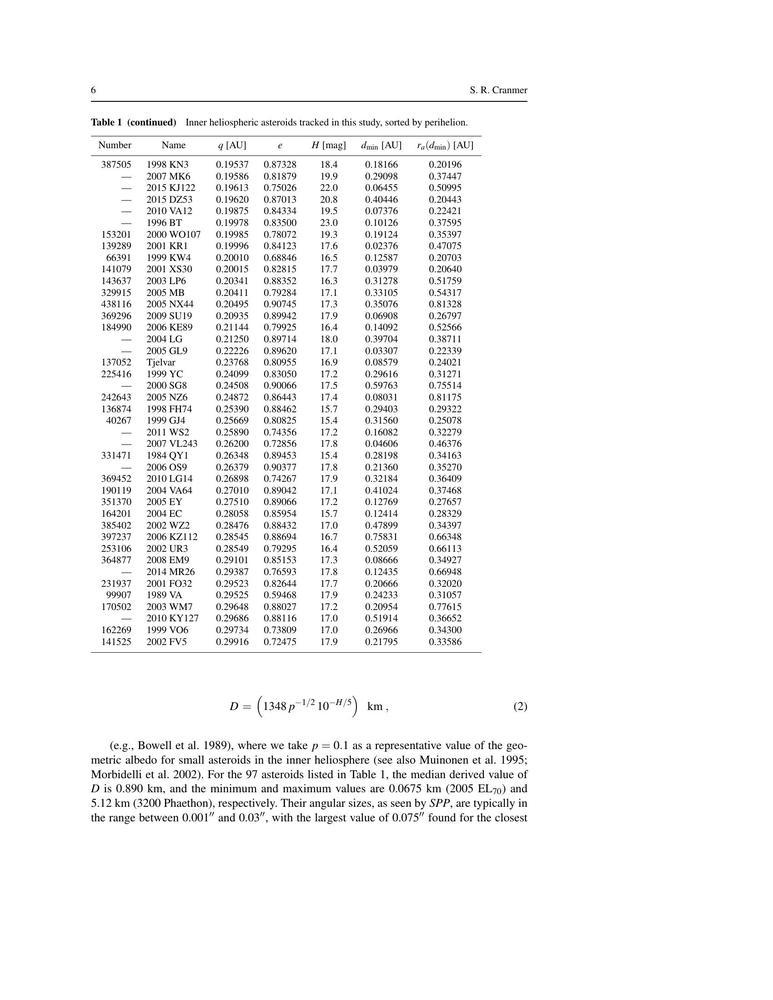 6 S. R. Cranmer
Table 1 (continued) Inner heliospheric asteroids tracked in this study, sorted by perihelion.
Number Name q [AU] e H [mag] dmin [AU] ra(dmin) [AU]
387505 1998 KN3 0.19537 0.87328 18.4 0.18166 0.20196
— 2007 MK6 0.19586 0.81879 19.9 0.29098 0.37447
— 2015 KJ122 0.19613 0.75026 22.0 0.06455 0.50995
— 2015 DZ53 0.19620 0.87013 20.8 0.40446 0.20443
— 2010 VA12 0.19875 0.84334 19.5 0.07376 0.22421
— 1996 BT 0.19978 0.83500 23.0 0.10126 0.37595
153201 2000 WO107 0.19985 0.78072 19.3 0.19124 0.35397
139289 2001 KR1 0.19996 0.84123 17.6 0.02376 0.47075
66391 1999 KW4 0.20010 0.68846 16.5 0.12587 0.20703
141079 2001 XS30 0.20015 0.82815 17.7 0.03979 0.20640
143637 2003 LP6 0.20341 0.88352 16.3 0.31278 0.51759
329915 2005 MB 0.20411 0.79284 17.1 0.33105 0.54317
438116 2005 NX44 0.20495 0.90745 17.3 0.35076 0.81328
369296 2009 SU19 0.20935 0.89942 17.9 0.06908 0.26797
184990 2006 KE89 0.21144 0.79925 16.4 0.14092 0.52566
— 2004 LG 0.21250 0.89714 18.0 0.39704 0.38711
— 2005 GL9 0.22226 0.89620 17.1 0.03307 0.22339
137052 Tjelvar 0.23768 0.80955 16.9 0.08579 0.24021
225416 1999 YC 0.24099 0.83050 17.2 0.29616 0.31271
— 2000 SG8 0.24508 0.90066 17.5 0.59763 0.75514
242643 2005 NZ6 0.24872 0.86443 17.4 0.08031 0.81175
136874 1998 FH74 0.25390 0.88462 15.7 0.29403 0.29322
40267 1999 GJ4 0.25669 0.80825 15.4 0.31560 0.25078
— 2011 WS2 0.25890 0.74356 17.2 0.16082 0.32279
— 2007 VL243 0.26200 0.72856 17.8 0.04606 0.46376
331471 1984 QY1 0.26348 0.89453 15.4 0.28198 0.34163
— 2006 OS9 0.26379 0.90377 17.8 0.21360 0.35270
369452 2010 LG14 0.26898 0.74267 17.9 0.32184 0.36409
190119 2004 VA64 0.27010 0.89042 17.1 0.41024 0.37468
351370 2005 EY 0.27510 0.89066 17.2 0.12769 0.27657
164201 2004 EC 0.28058 0.85954 15.7 0.12414 0.28329
385402 2002 WZ2 0.28476 0.88432 17.0 0.47899 0.34397
397237 2006 KZ112 0.28545 0.88694 16.7 0.75831 0.66348
253106 2002 UR3 0.28549 0.79295 16.4 0.52059 0.66113
364877 2008 EM9 0.29101 0.85153 17.3 0.08666 0.34927
— 2014 MR26 0.29387 0.76593 17.8 0.12435 0.66948
231937 2001 FO32 0.29523 0.82644 17.7 0.20666 0.32020
99907 1989 VA 0.29525 0.59468 17.9 0.24233 0.31057
170502 2003 WM7 0.29648 0.88027 17.2 0.20954 0.77615
— 2010 KY127 0.29686 0.88116 17.0 0.51914 0.36652
162269 1999 VO6 0.29734 0.73809 17.0 0.26966 0.34300
141525 2002 FV5 0.29916 0.72475 17.9 0.21795 0.33586
D = (1348 p^{−1/2} 10^{−H/5}) km , (2)
(e.g., Bowell et al. 1989), where we take p = 0.1 as a representative value of the geo-
metric albedo for small asteroids in the inner heliosphere (see also Muinonen et al. 1995;
Morbidelli et al. 2002). For the 97 asteroids listed in Table 1, the median derived value of
D is 0.890 km, and the minimum and maximum values are 0.0675 km (2005 EL₇₀) and
5.12 km (3200 Phaethon), respectively. Their angular sizes, as seen by SPP, are typically in
the range between 0.001″ and 0.03″, with the largest value of 0.075″ found for the closest